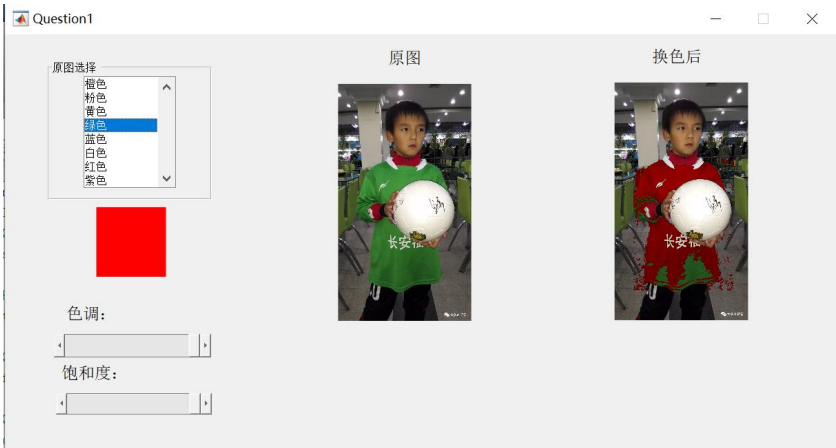 Question1
原图选择
橙色
粉色
黄色
绿色
蓝色
白色
红色
紫色
色调:
饱和度:
原图
换色后
长安福
长安福